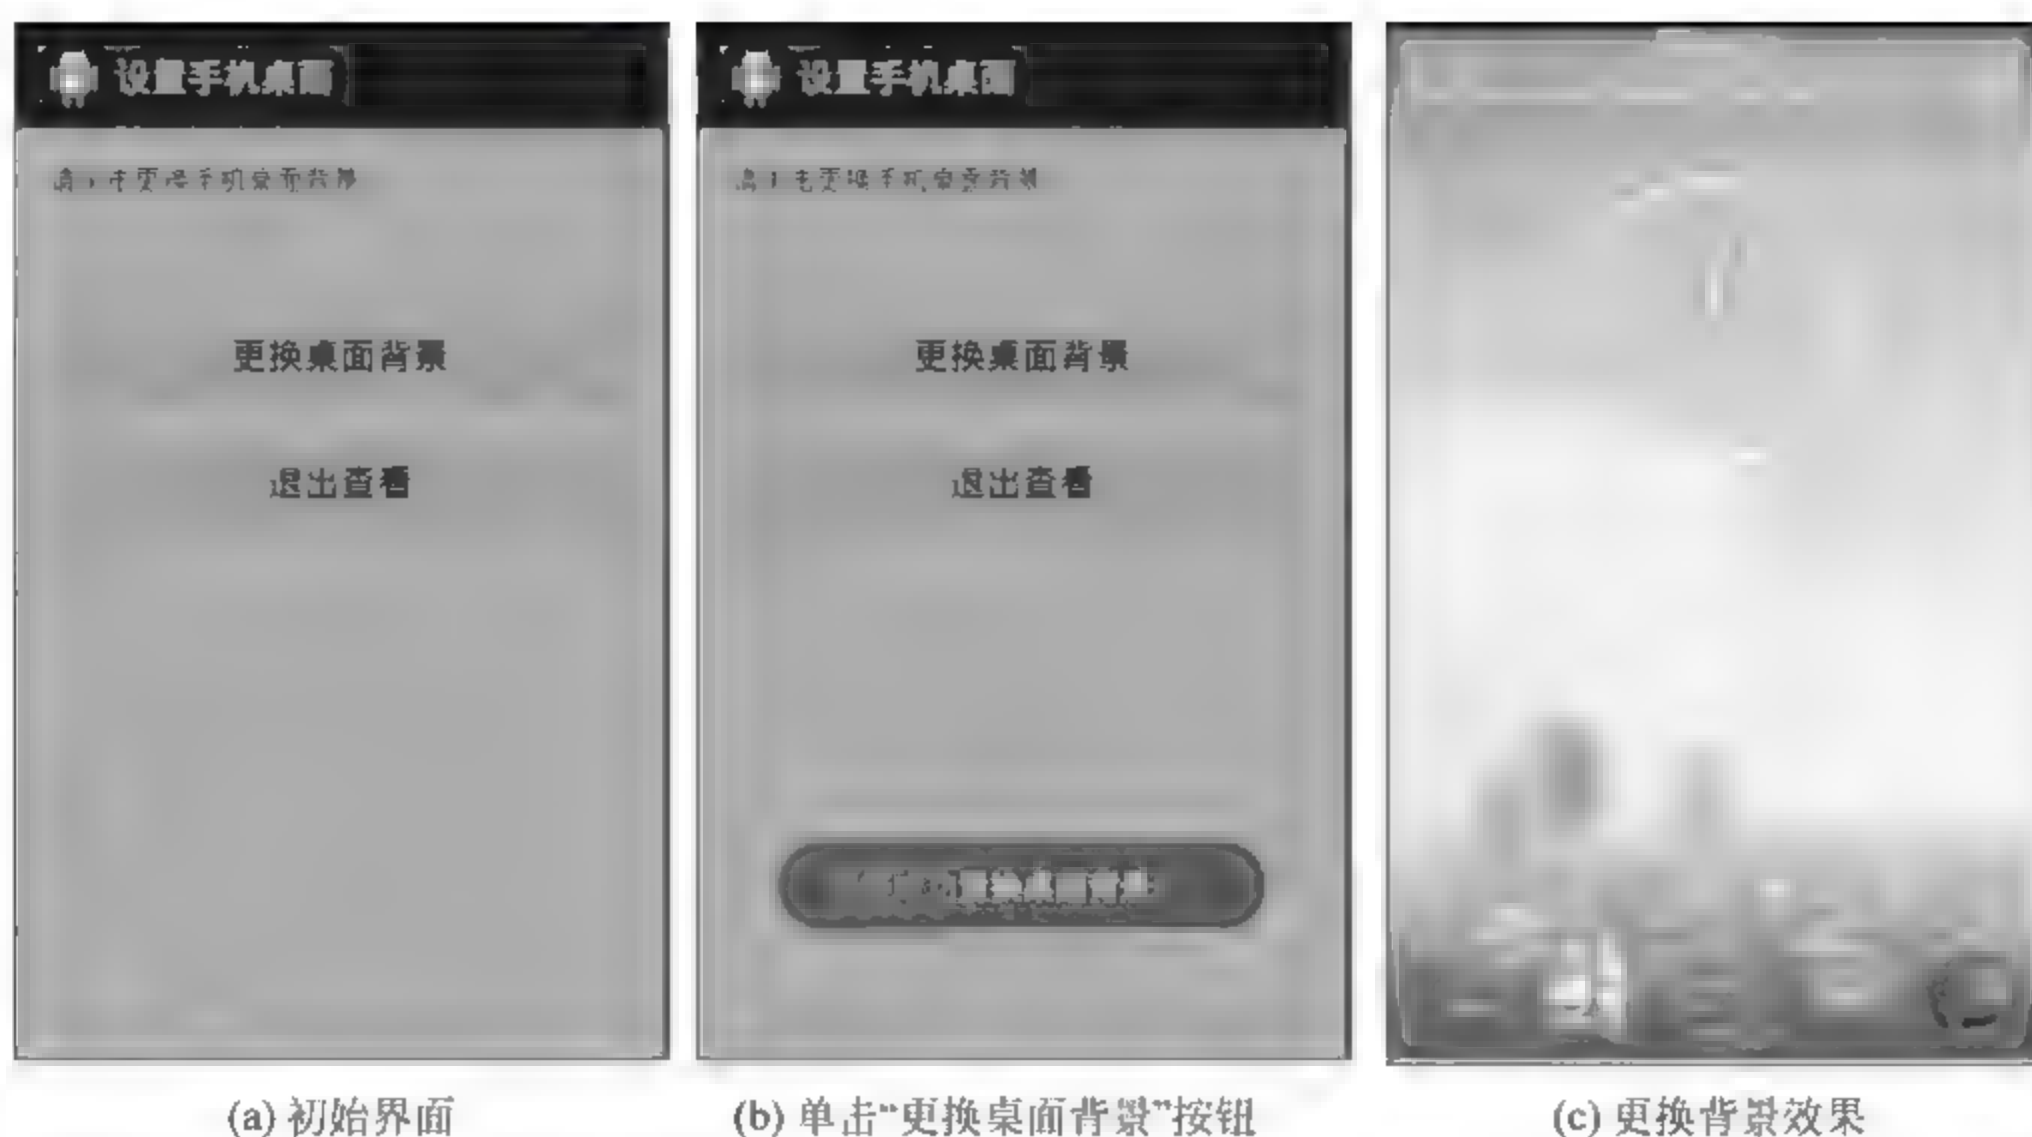 设置手机桌面
更换桌面背景
退出查看
(a) 初始界面
设置手机桌面
更换桌面背景
退出查看
(b) 单击“更换桌面背景”按钮
(c) 更换背景效果